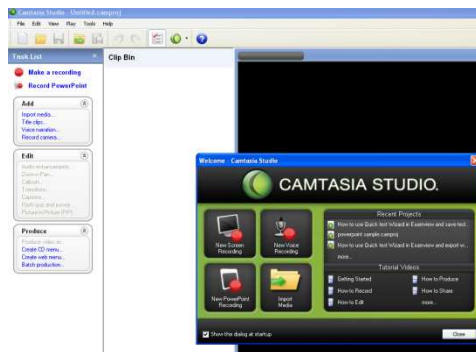 Camtasia Studio - Untitled.camproj
File Edit View Play Tools Help
Task List
Make a recording
Record PowerPoint
Add
Import media...
Title clips...
Voice narration...
Record camera...
Edit
Audio enhancements...
Zoom-n-Pan...
Callouts...
Transitions...
Captions...
Flash quiz and survey...
Picture-in-Picture (PIP)
Produce
Produce video as...
Create CD menu...
Create web menu...
Batch production...
Clip Bin
Welcome - Camtasia Studio
CAMTASIA STUDIO.
New Screen Recording
New Voice Recording
New PowerPoint Recording
Import Media
Recent Projects
How to use Quick test Wizard in Examview and save test...
powerpoint sample.camproj
How to use Quick test Wizard in Examview and export w...
more...
Tutorial Videos
Getting Started
How to Record
How to Edit
How to Produce
How to Share
more...
Show this dialog at startup
Close